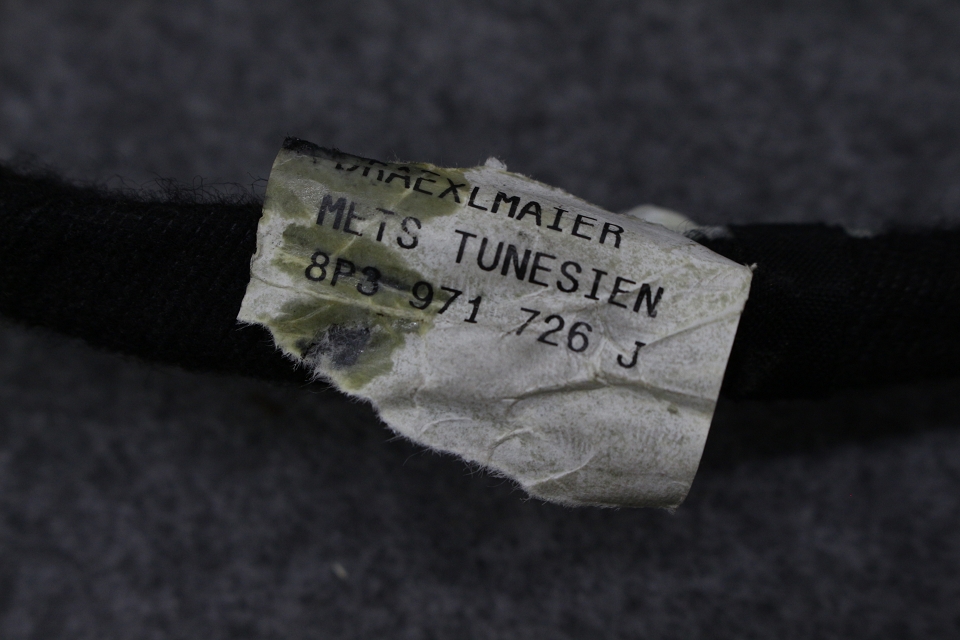 DRAEXLMAIER
METS TUNESIEN
8P3 971 726 J